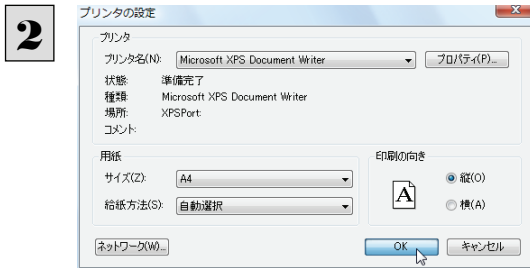 2
プリンタの設定
プリンタ
プリンタ名(N): Microsoft XPS Document Writer プロパティ(P)...
状態: 準備完了
種類: Microsoft XPS Document Writer
場所: XPSPort:
コメント:
用紙 印刷の向き
サイズ(Z): A4 縦(O)
給紙方法(S): 自動選択 A 横(A)
ネットワーク(W)... OK キャンセル